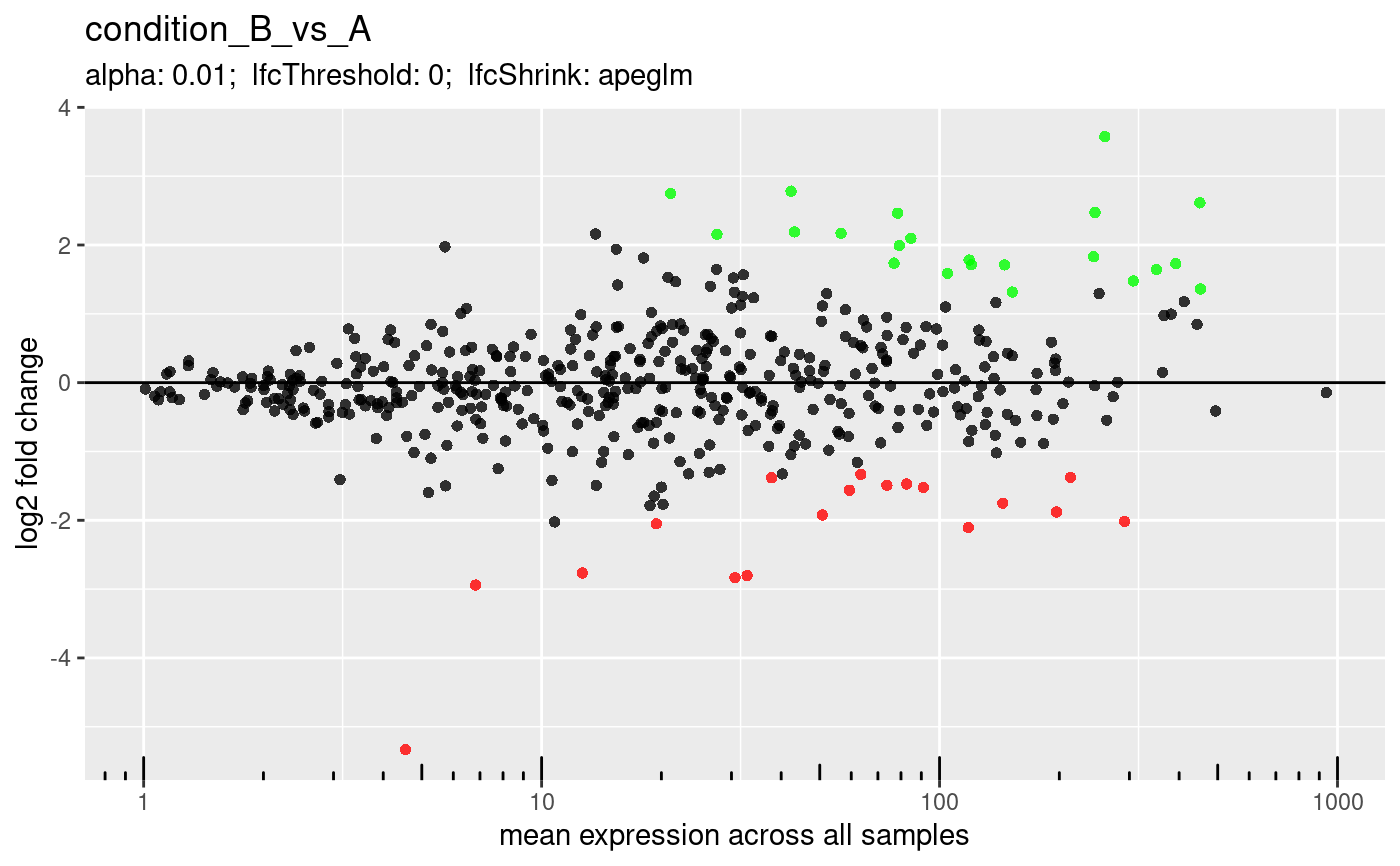 condition_B_vs_A
alpha: 0.01;  lfcThreshold: 0;  lfcShrink: apeglm
log2 fold change
4
2
0
-2
-4
1
10
100
1000
mean expression across all samples